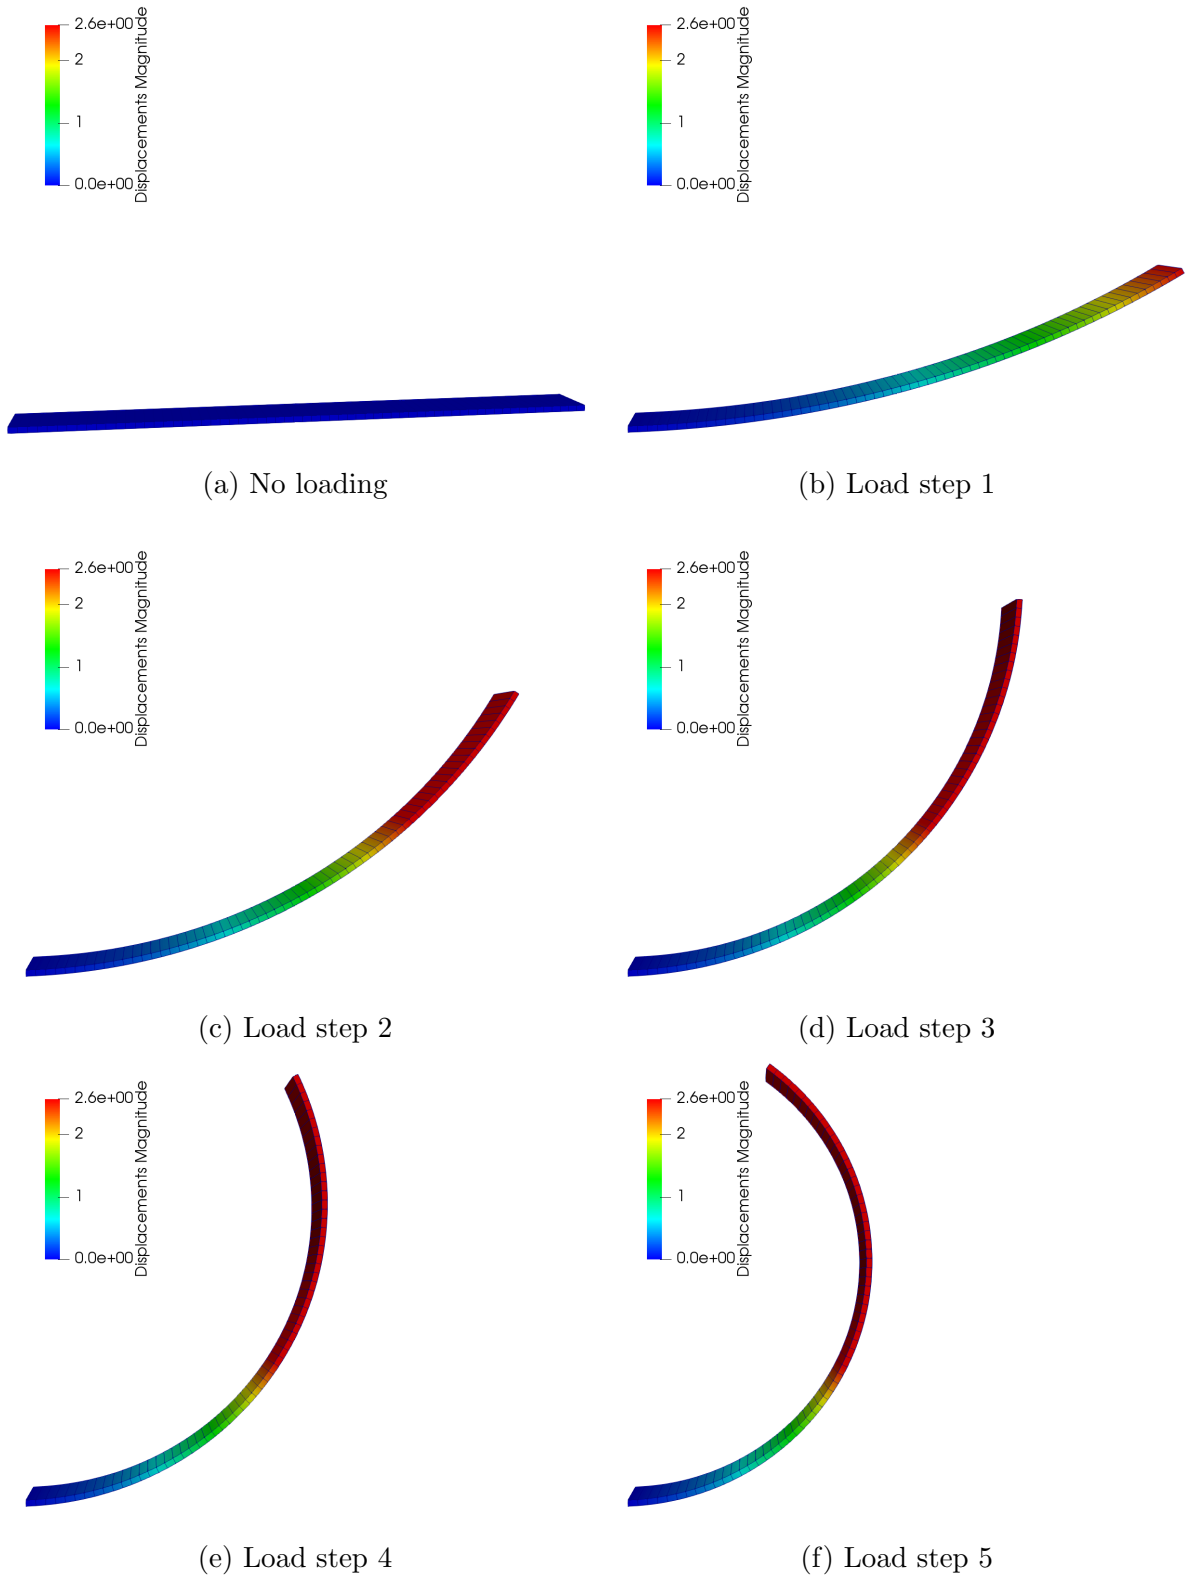 2.6e+00
2
1
0.0e+00
Displacements Magnitude
2.6e+00
2
1
0.0e+00
Displacements Magnitude
(a) No loading
(b) Load step 1
2.6e+00
2
1
0.0e+00
Displacements Magnitude
2.6e+00
2
1
0.0e+00
Displacements Magnitude
(c) Load step 2
(d) Load step 3
2.6e+00
2
1
0.0e+00
Displacements Magnitude
2.6e+00
2
1
0.0e+00
Displacements Magnitude
(e) Load step 4
(f) Load step 5